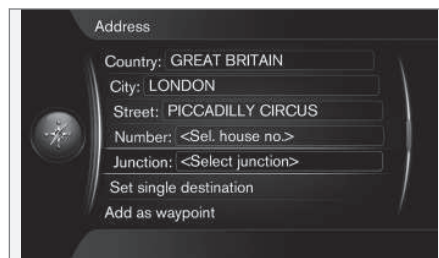 Address
Country: GREAT BRITAIN
City: LONDON
Street: PICCADILLY CIRCUS
Number: <Sel. house no.>
Junction: <Select junction>
Set single destination
Add as waypoint